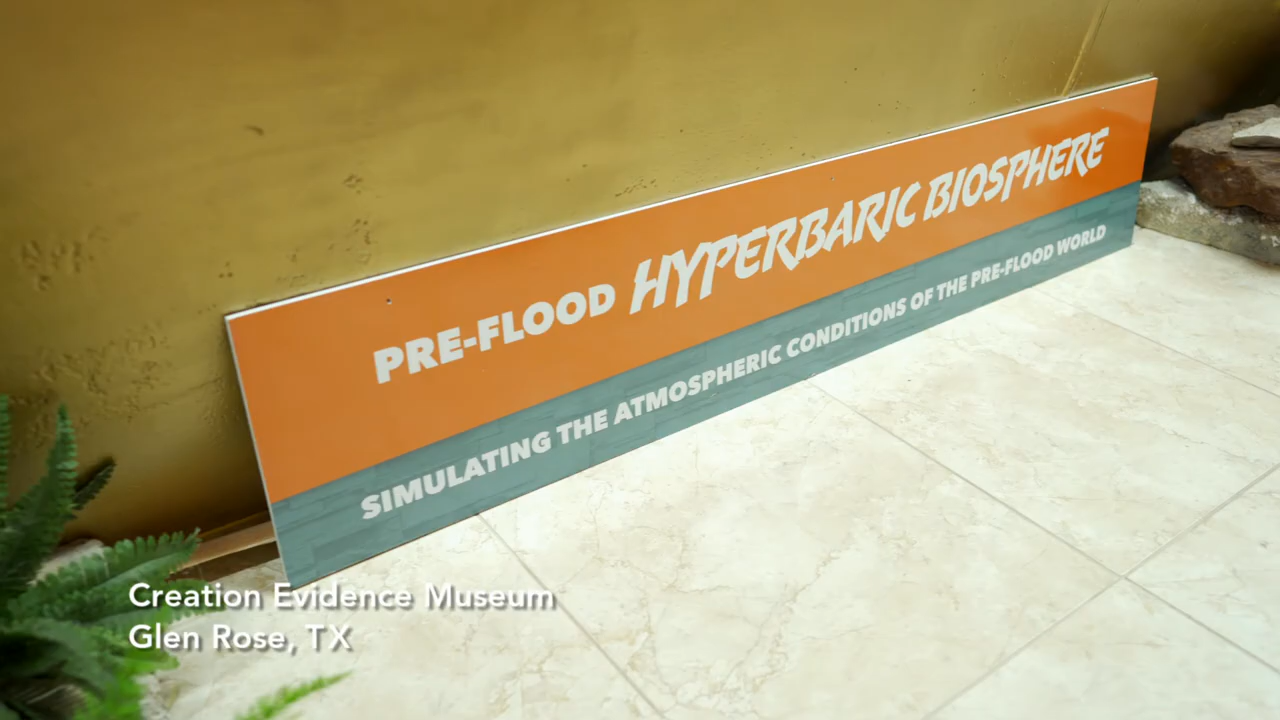 PRE-FLOOD HYPERBARIC BIOSPHERE
SIMULATING THE ATMOSPHERIC CONDITIONS OF THE PRE-FLOOD WORLD
Creation Evidence Museum
Glen Rose, TX